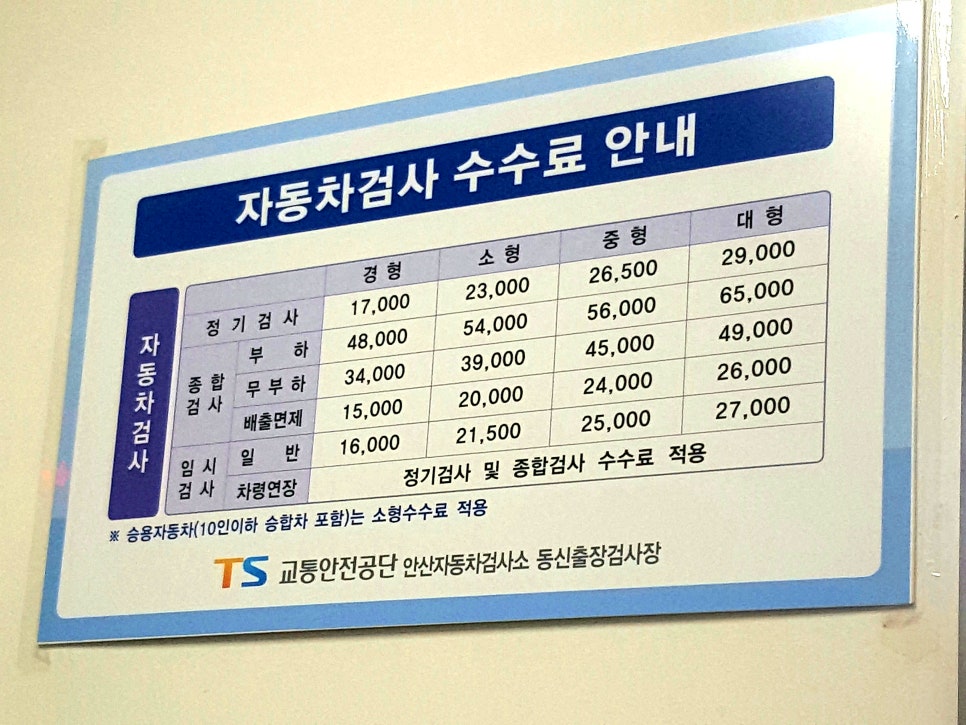 자동차검사 수수료 안내
자동차검사
경형 소형 중형 대형
정기검사 17,000 23,000 26,500 29,000
종합검사 부하 48,000 54,000 56,000 65,000
무부하 34,000 39,000 45,000 49,000
배출면제 15,000 20,000 24,000 26,000
임시검사 일반 16,000 21,500 25,000 27,000
차령연장 정기검사 및 종합검사 수수료 적용
※ 승용자동차(10인이하 승합차 포함)는 소형수수료 적용
TS 교통안전공단 안산자동차검사소 동신출장검사장